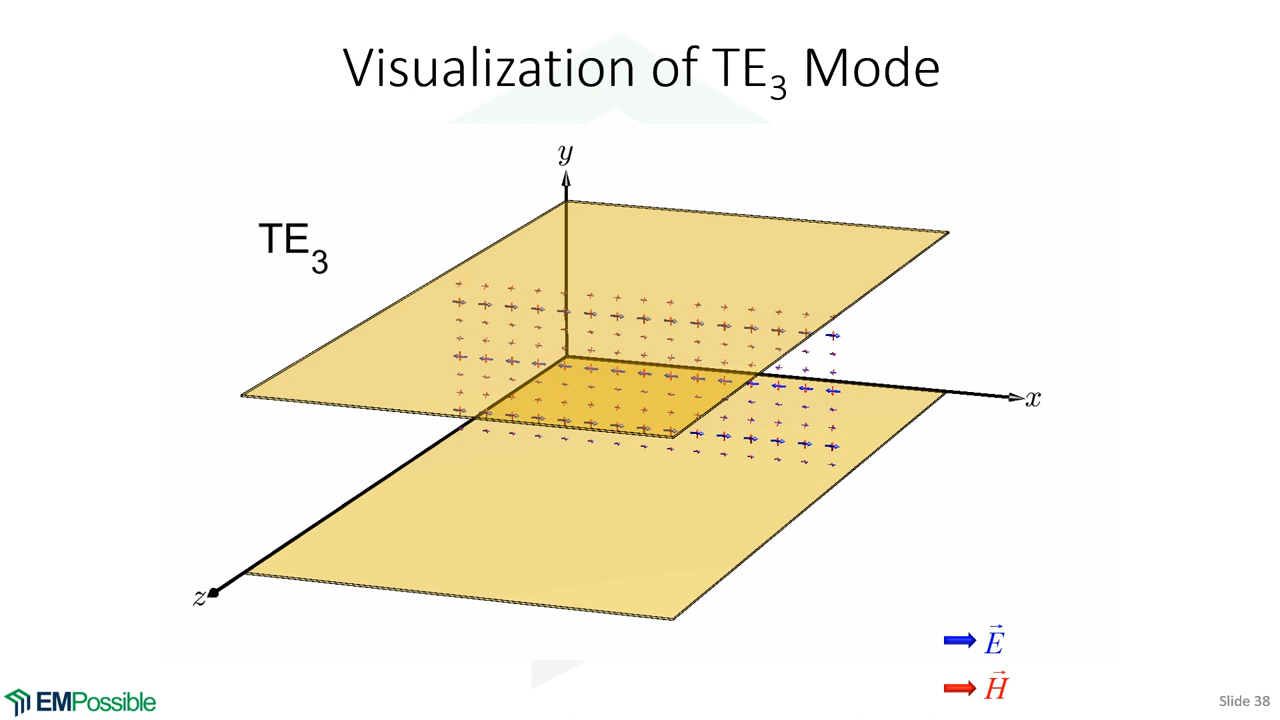 Visualization of TE₃ Mode
y
TE₃
x
z
E⃗
H⃗
EMPossible
Slide 38